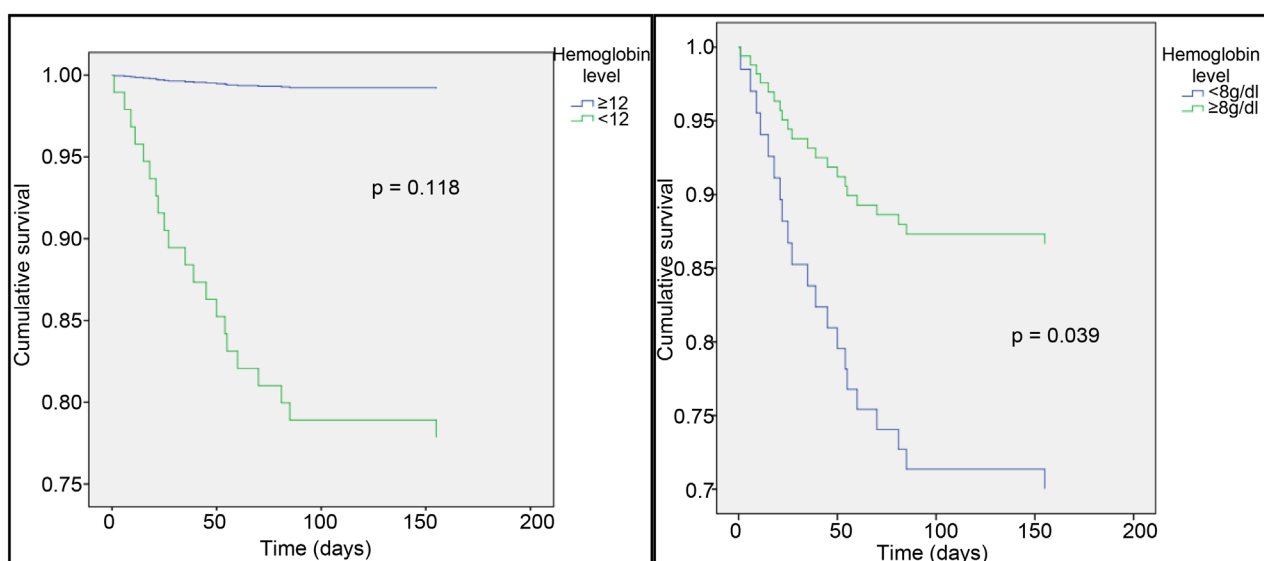 Hemoglobin
level
≥12
<12
1.00
0.95
0.90
0.85
0.80
0.75
Cumulative survival
p = 0.118
0 50 100 150 200
Time (days)
Hemoglobin
level
<8g/dl
≥8g/dl
1.0
0.95
0.9
0.85
0.8
0.75
0.7
Cumulative survival
p = 0.039
0 50 100 150 200
Time (days)